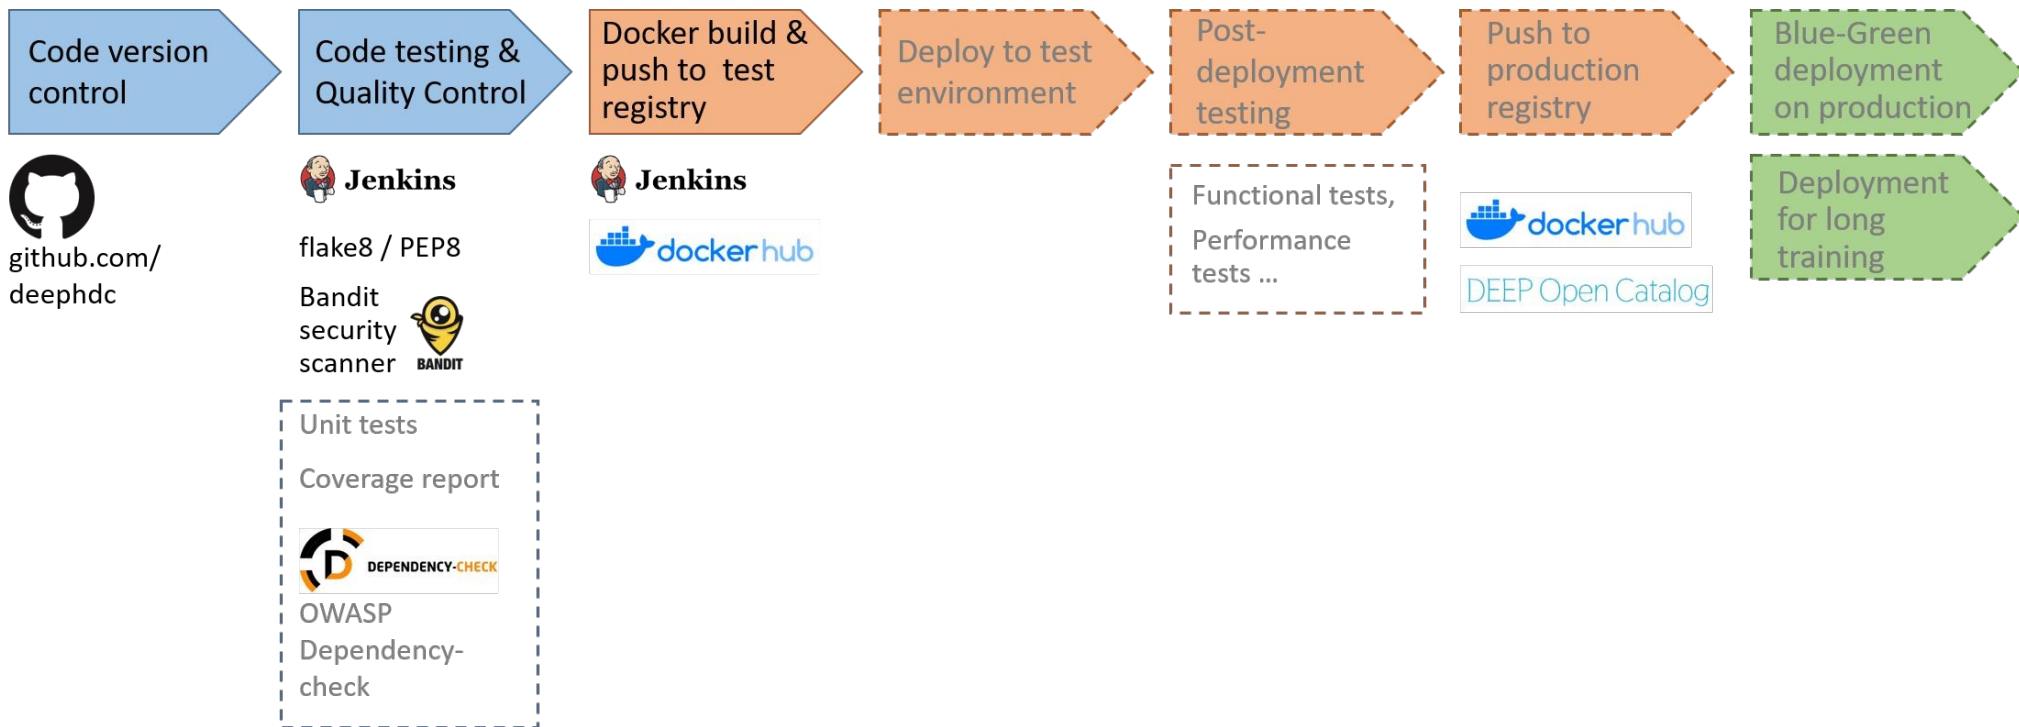 Code version
control
Code testing &
Quality Control
Docker build &
push to test
registry
Deploy to test
environment
Post-
deployment
testing
Push to
production
registry
Blue-Green
deployment
on production
github.com/
deephdc
Jenkins
flake8 / PEP8
Bandit
security
scanner
BANDIT
Unit tests
Coverage report
D
DEPENDENCY-CHECK
OWASP
Dependency-
check
Jenkins
docker hub
Functional tests,
Performance
tests ...
docker hub
DEEP Open Catalog
Deployment
for long
training